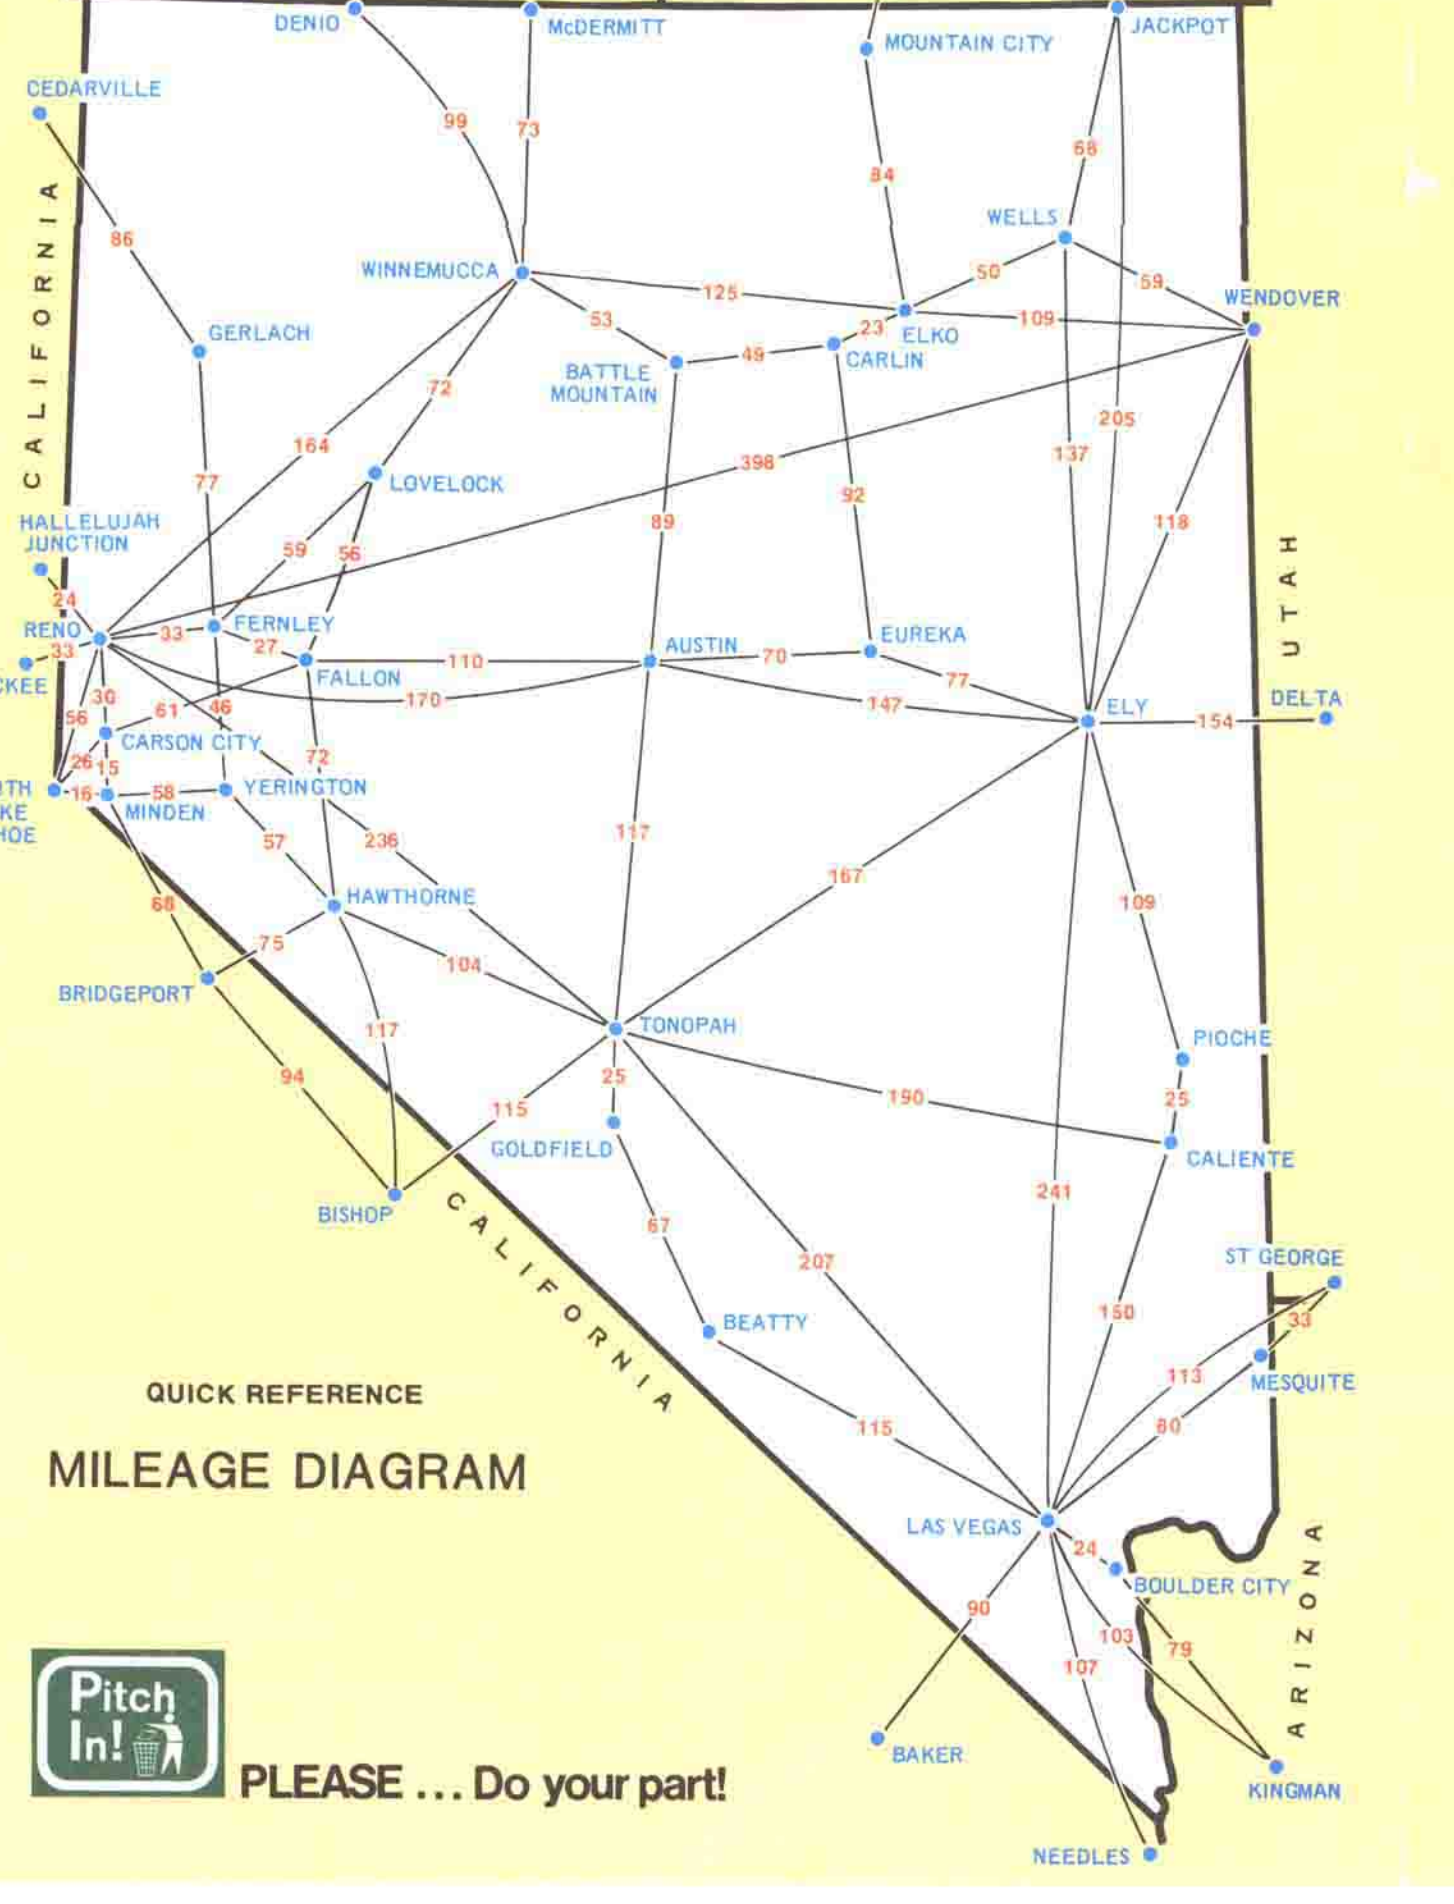 DENIO
McDERMITT
MOUNTAIN CITY
JACKPOT
CEDARVILLE
99
73
68
84
CALIFORNIA
WELLS
86
WINNEMUCCA
125
50
59
WENDOVER
53
23
109
GERLACH
ELKO
49
CARLIN
BATTLE
MOUNTAIN
72
205
164
137
398
77
LOVELOCK
92
HALLELUJAH
JUNCTION
89
118
UTAH
59
56
24
RENO
33
FERNLEY
27
33
EUREKA
AUSTIN
70
110
CKEE
FALLON
77
30
170
147
DELTA
61
46
56
ELY
154
CARSON CITY
72
26
15
TH
KE
HOE
16
58
YERINGTON
MINDEN
57
236
117
167
HAWTHORNE
68
109
75
104
BRIDGEPORT
TONOPAH
117
PIOCHE
94
25
190
25
115
GOLDFIELD
CALIENTE
241
BISHOP
CALIFORNIA
67
207
ST GEORGE
150
33
BEATTY
113
MESQUITE
QUICK REFERENCE
115
80
MILEAGE DIAGRAM
LAS VEGAS
24
BOULDER CITY
ARIZONA
90
103
79
107
Pitch
In!
BAKER
PLEASE ... Do your part!
KINGMAN
NEEDLES